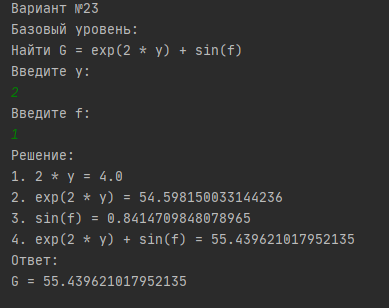 Вариант №23
Базовый уровень:
Найти G = exp(2 * y) + sin(f)
Введите y:
2
Введите f:
1
Решение:
1. 2 * y = 4.0
2. exp(2 * y) = 54.598150033144236
3. sin(f) = 0.8414709848078965
4. exp(2 * y) + sin(f) = 55.439621017952135
Ответ:
G = 55.439621017952135